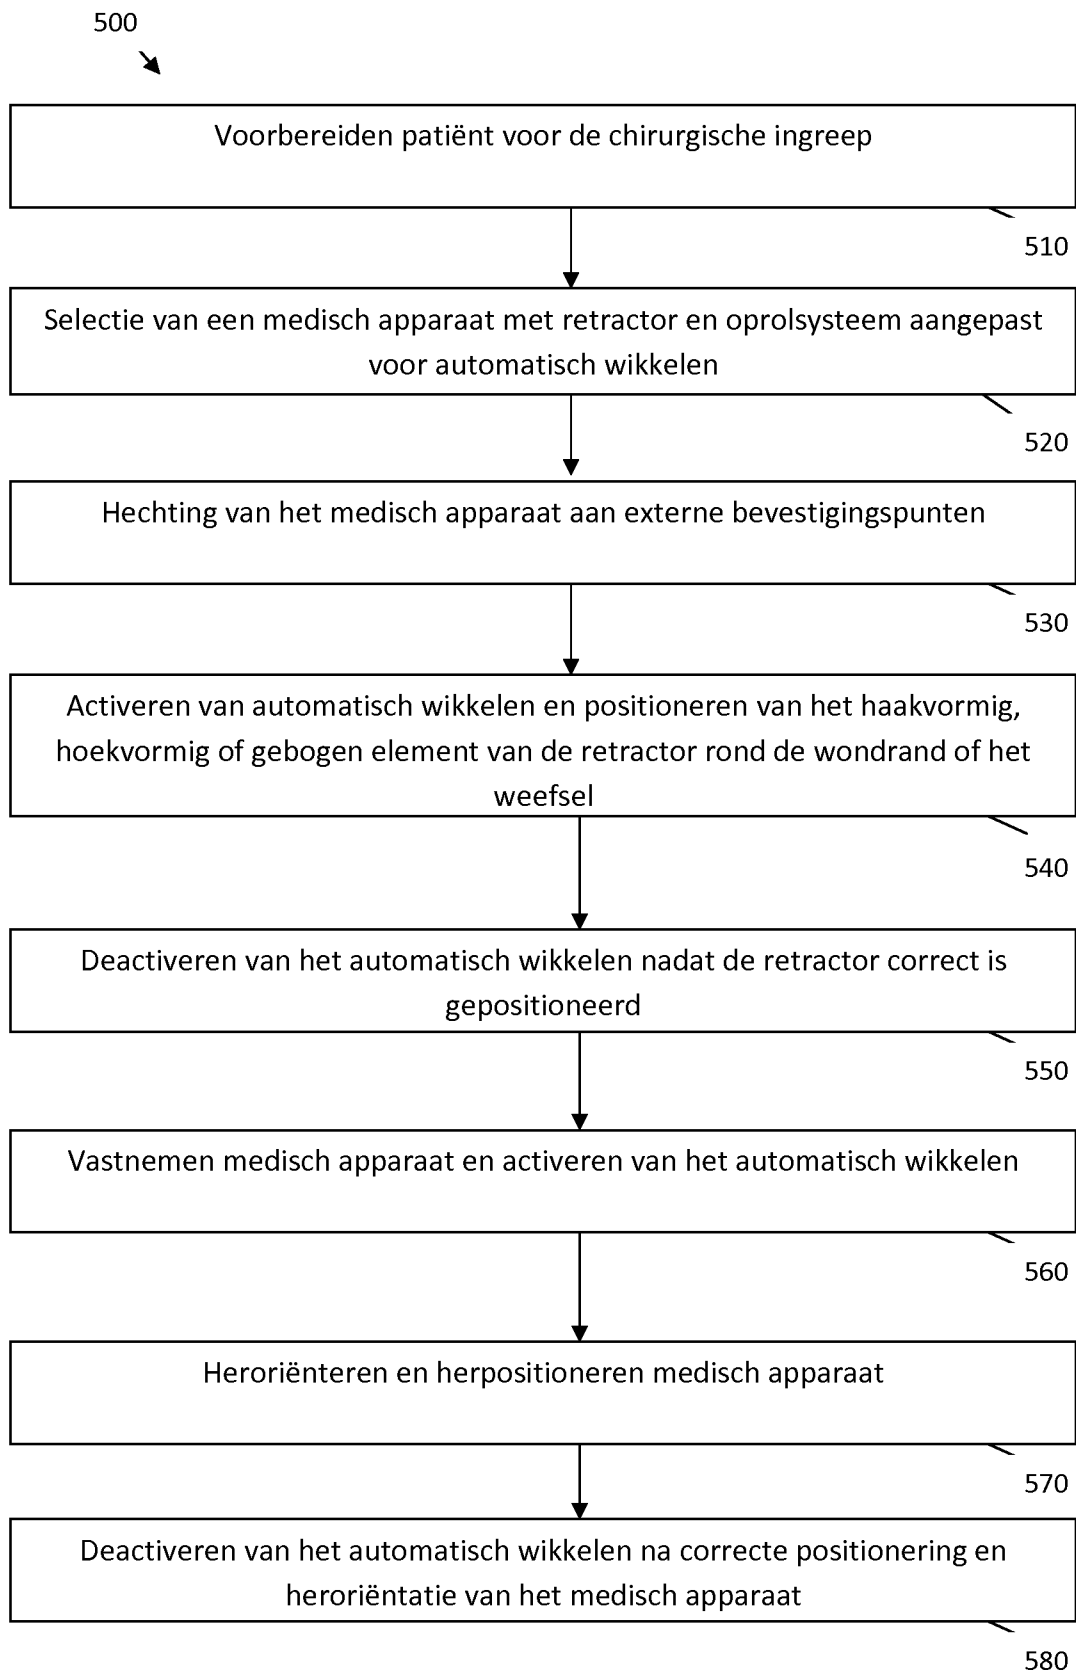 500
Voorbereiden patiënt voor de chirurgische ingreep
510
Selectie van een medisch apparaat met retractor en oprolsysteem aangepast
voor automatisch wikkelen
520
Hechting van het medisch apparaat aan externe bevestigingspunten
530
Activeren van automatisch wikkelen en positioneren van het haakvormig,
hoekvormig of gebogen element van de retractor rond de wondrand of het
weefsel
540
Deactiveren van het automatisch wikkelen nadat de retractor correct is
gepositioneerd
550
Vastnemen medisch apparaat en activeren van het automatisch wikkelen
560
Heroriënteren en herpositioneren medisch apparaat
570
Deactiveren van het automatisch wikkelen na correcte positionering en
heroriëntatie van het medisch apparaat
580